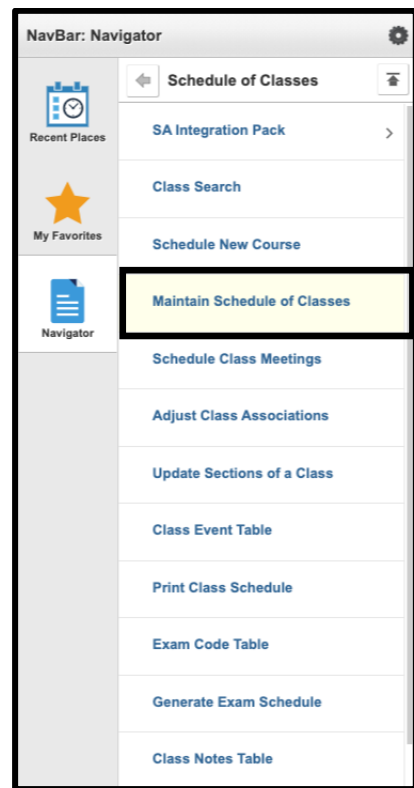 NavBar: Navigator
Recent Places
My Favorites
Navigator
Schedule of Classes
SA Integration Pack
Class Search
Schedule New Course
Maintain Schedule of Classes
Schedule Class Meetings
Adjust Class Associations
Update Sections of a Class
Class Event Table
Print Class Schedule
Exam Code Table
Generate Exam Schedule
Class Notes Table